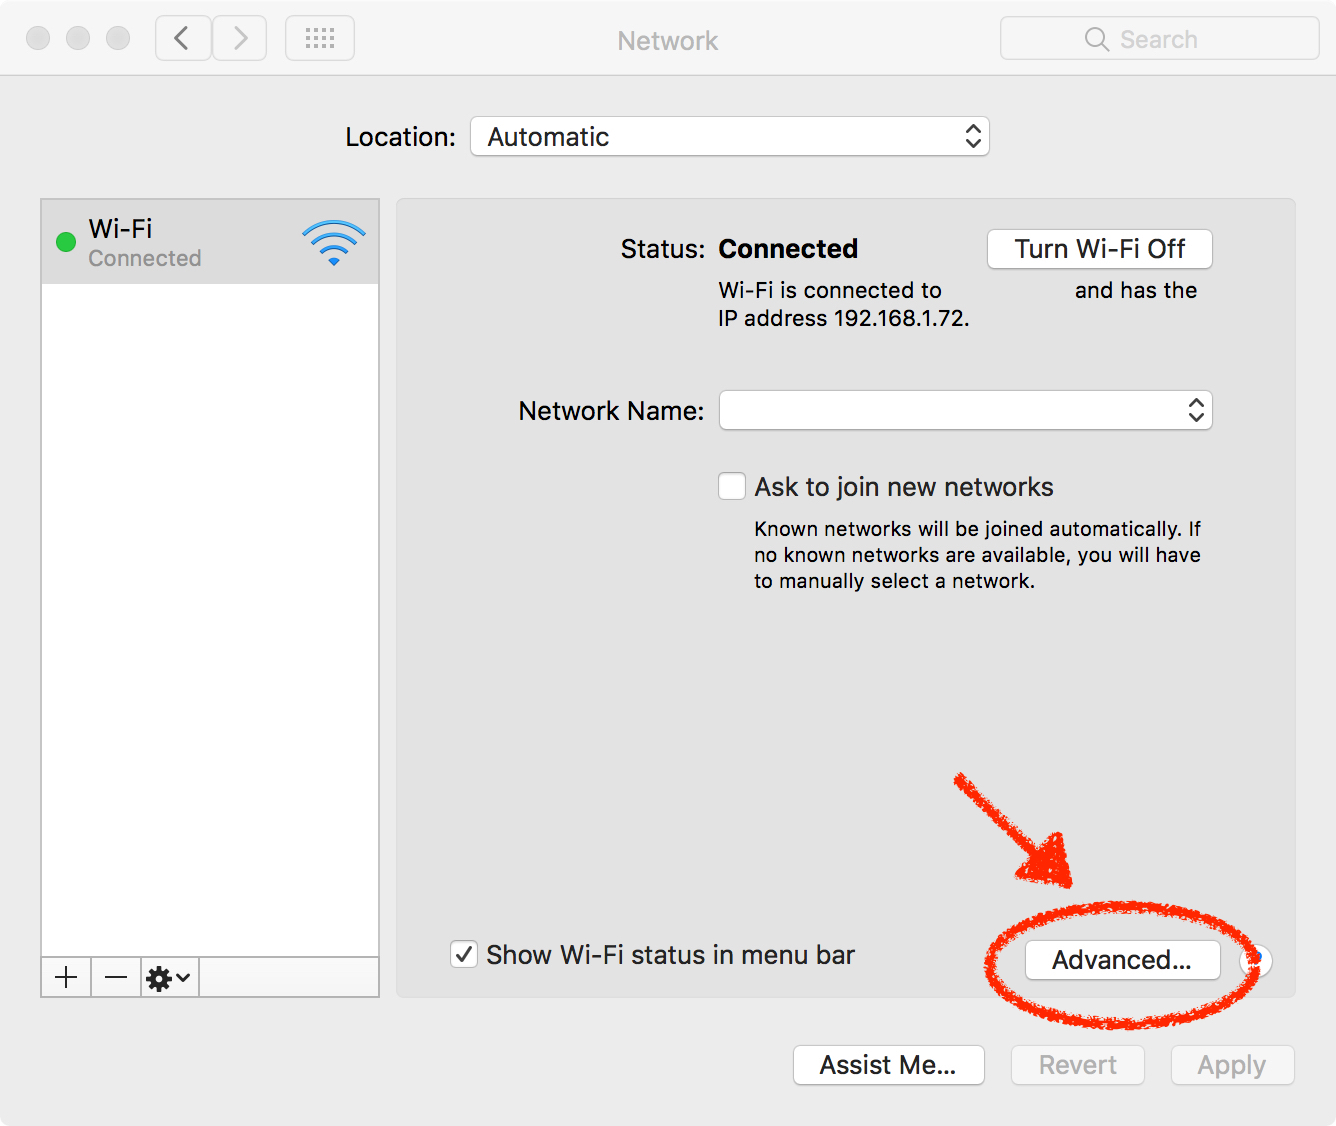 Network
Search
Location: Automatic
Wi-Fi
Connected
Status: Connected
Turn Wi-Fi Off
Wi-Fi is connected to and has the
IP address 192.168.1.72.
Network Name:
Ask to join new networks
Known networks will be joined automatically. If
no known networks are available, you will have
to manually select a network.
Show Wi-Fi status in menu bar
Advanced...
Assist Me...
Revert
Apply